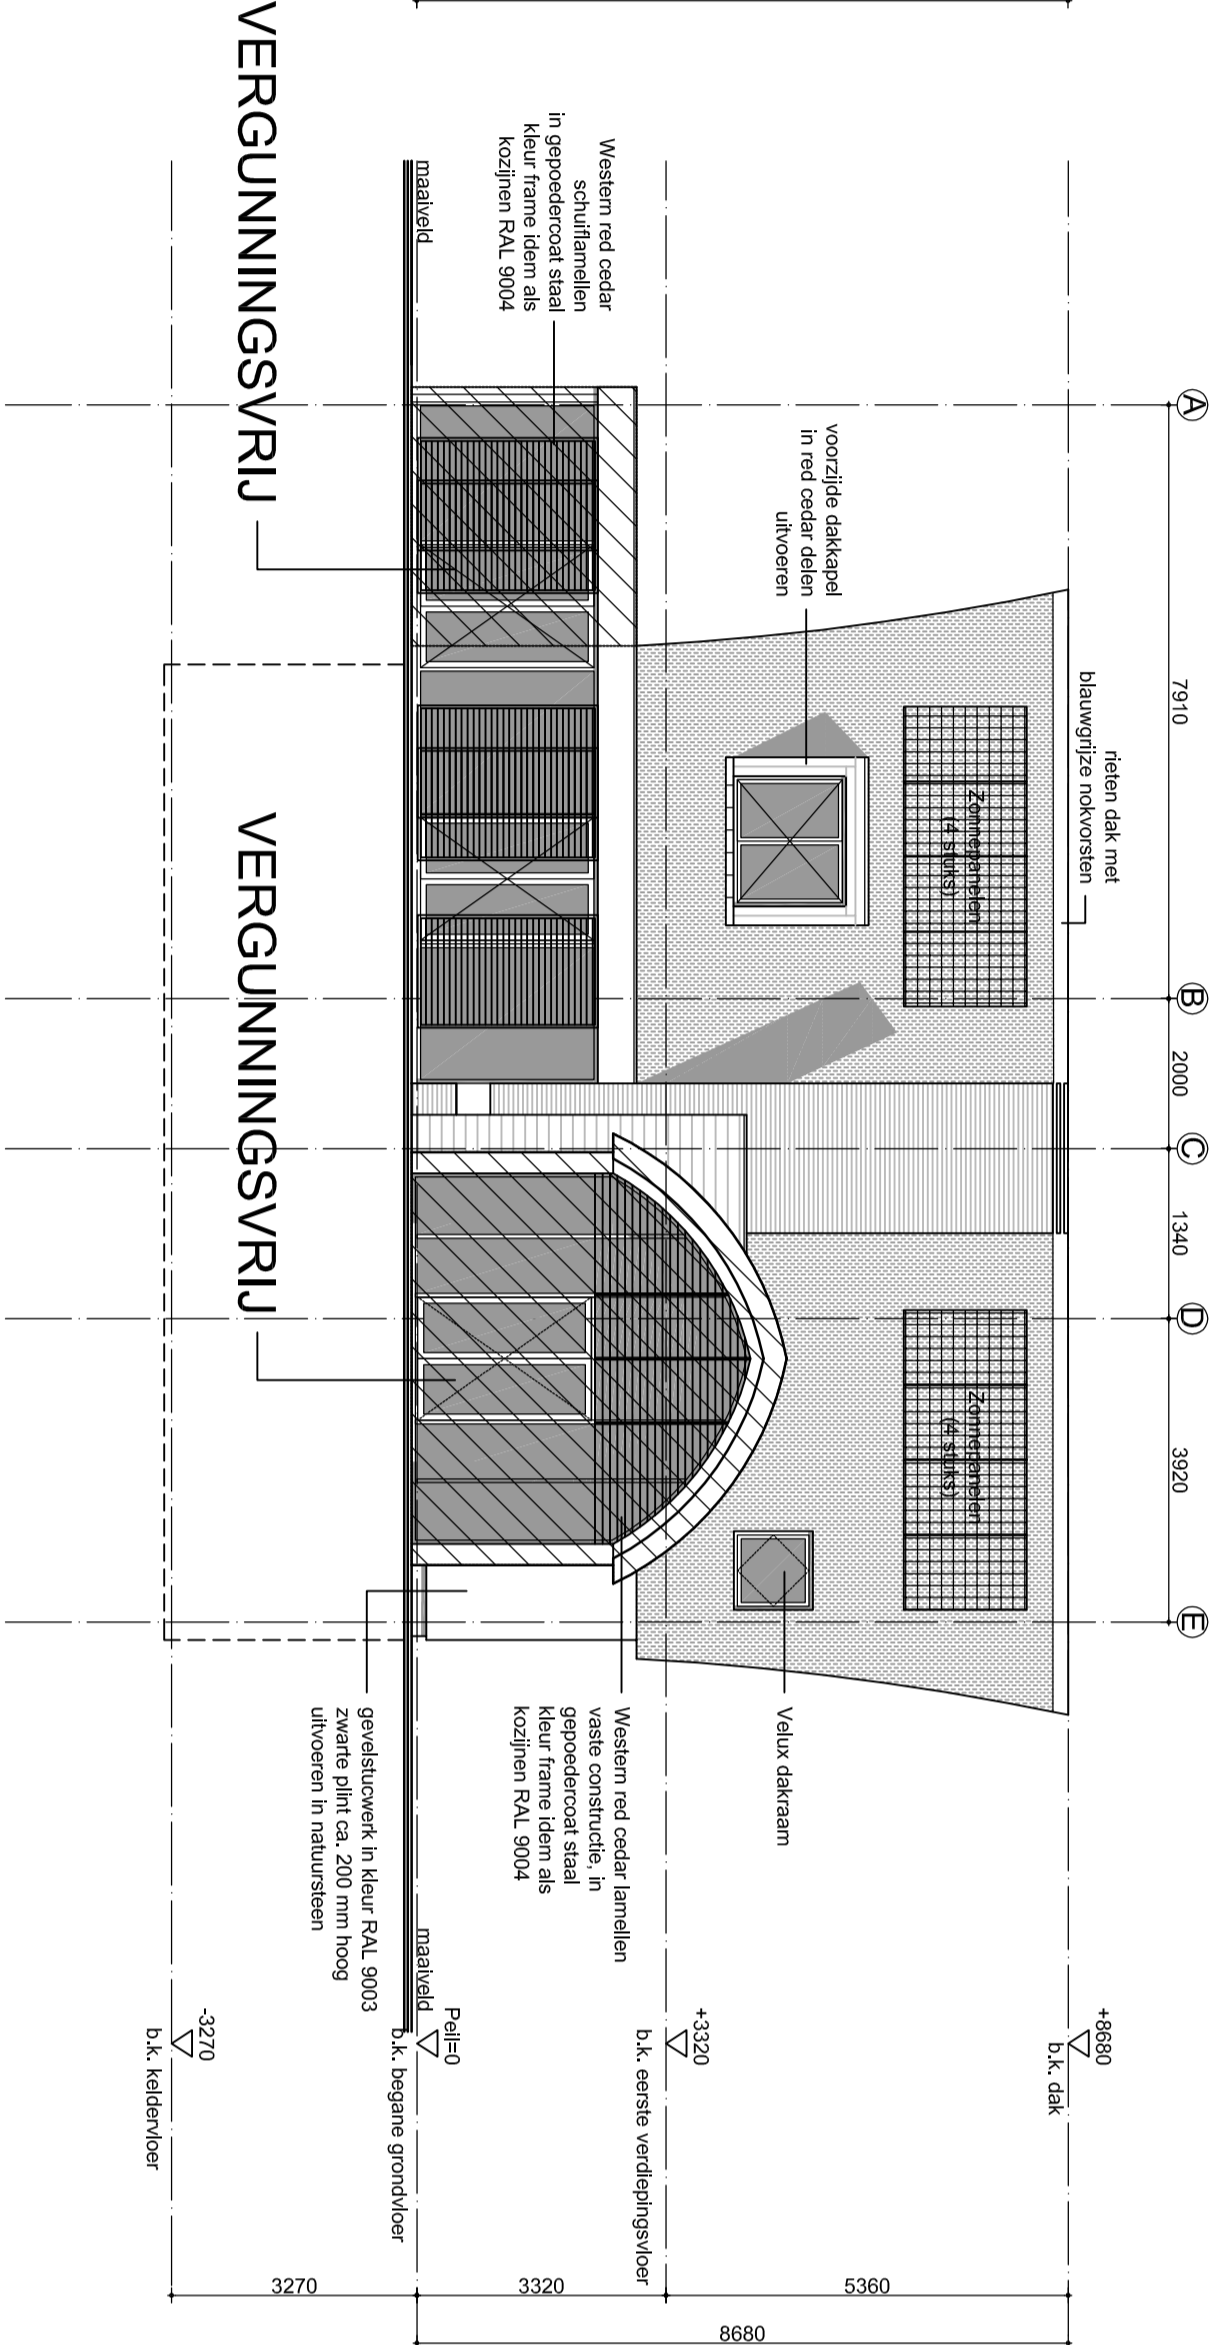 A
B
C
D
E
7910
2000
1340
3920
rieten dak met
blauwgrijze nokvorsten
Zonnepanelen
(4 stuks)
Zonnepanelen
(4 stuks)
voorzijde dakkapel
in red cedar delen
uitvoeren
Velux dakraam
Western red cedar
schuiflamellen
in gepoedercoat staal
kleur frame idem als
kozijnen RAL 9004
Western red cedar lamellen
vaste constructie, in
gepoedercoat staal
kleur frame idem als
kozijnen RAL 9004
gevelstucwerk in kleur RAL 9003
zwarte plint ca. 200 mm hoog
uitvoeren in natuursteen
maaiveld
maaiveld
VERGUNNINGSVRIJ
VERGUNNINGSVRIJ
+8680
b.k. dak
+3320
b.k. eerste verdiepingsvloer
Peil=0
b.k. begane grondvloer
-3270
b.k. keldervloer
5360
3320
3270
8680